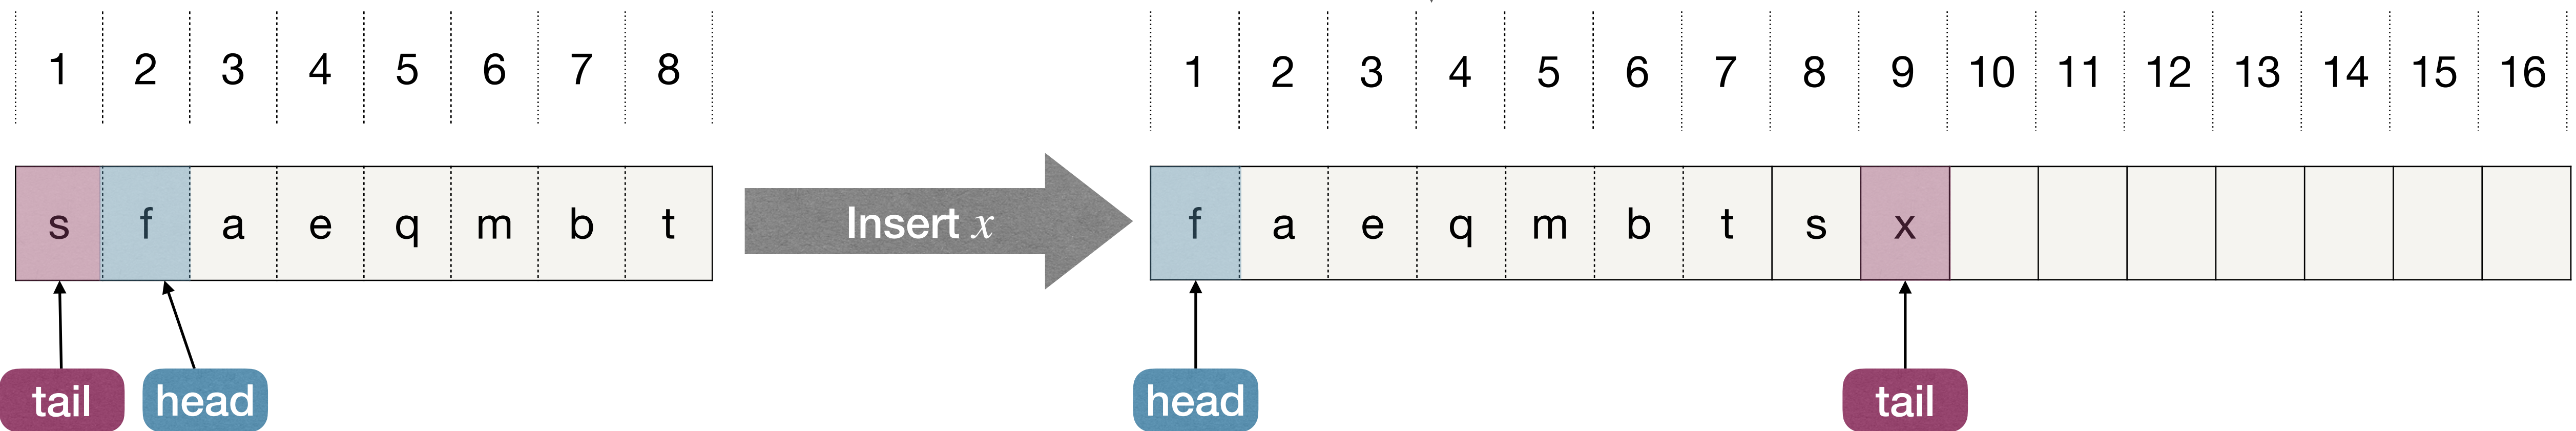 1 2 3 4 5 6 7 8 1 2 3 4 5 6 7 8 9 10 11 12 13 14 15 16
s f a e q m b t Insert x f a e q m b t s x
tail head head tail